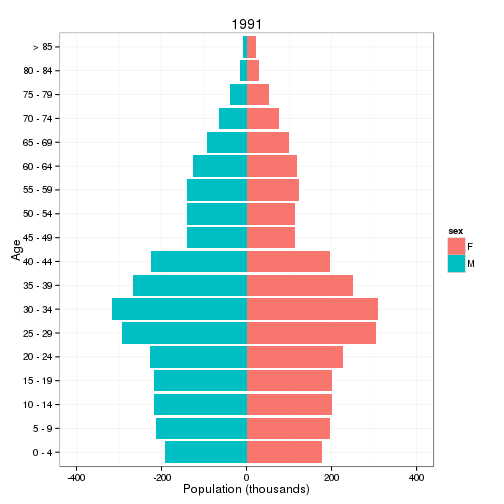 1991
> 85
80 - 84
75 - 79
70 - 74
65 - 69
60 - 64
55 - 59
50 - 54
45 - 49
40 - 44
35 - 39
30 - 34
25 - 29
20 - 24
15 - 19
10 - 14
5 - 9
0 - 4
Age
-400 -200 0 200 400
Population (thousands)
sex
F
M